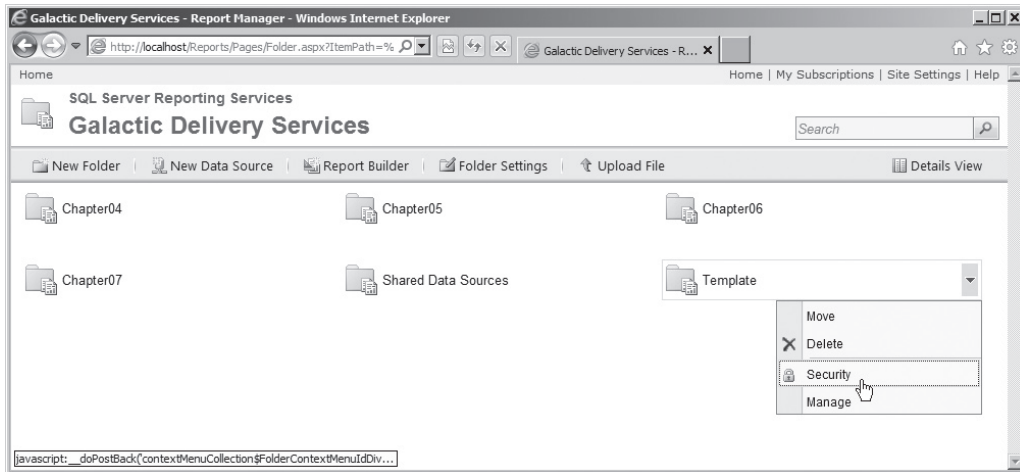 Galactic Delivery Services - Report Manager - Windows Internet Explorer
http://localhost/Reports/Pages/Folder.aspx?ItemPath=%
Galactic Delivery Services - R...
Home
Home | My Subscriptions | Site Settings | Help
SQL Server Reporting Services
Galactic Delivery Services
Search
New Folder | New Data Source | Report Builder | Folder Settings | Upload File
Details View
Chapter04
Chapter05
Chapter06
Chapter07
Shared Data Sources
Template
Move
Delete
Security
Manage
javascript:__doPostBack('contextMenuCollection$FolderContextMenuIdDiv...